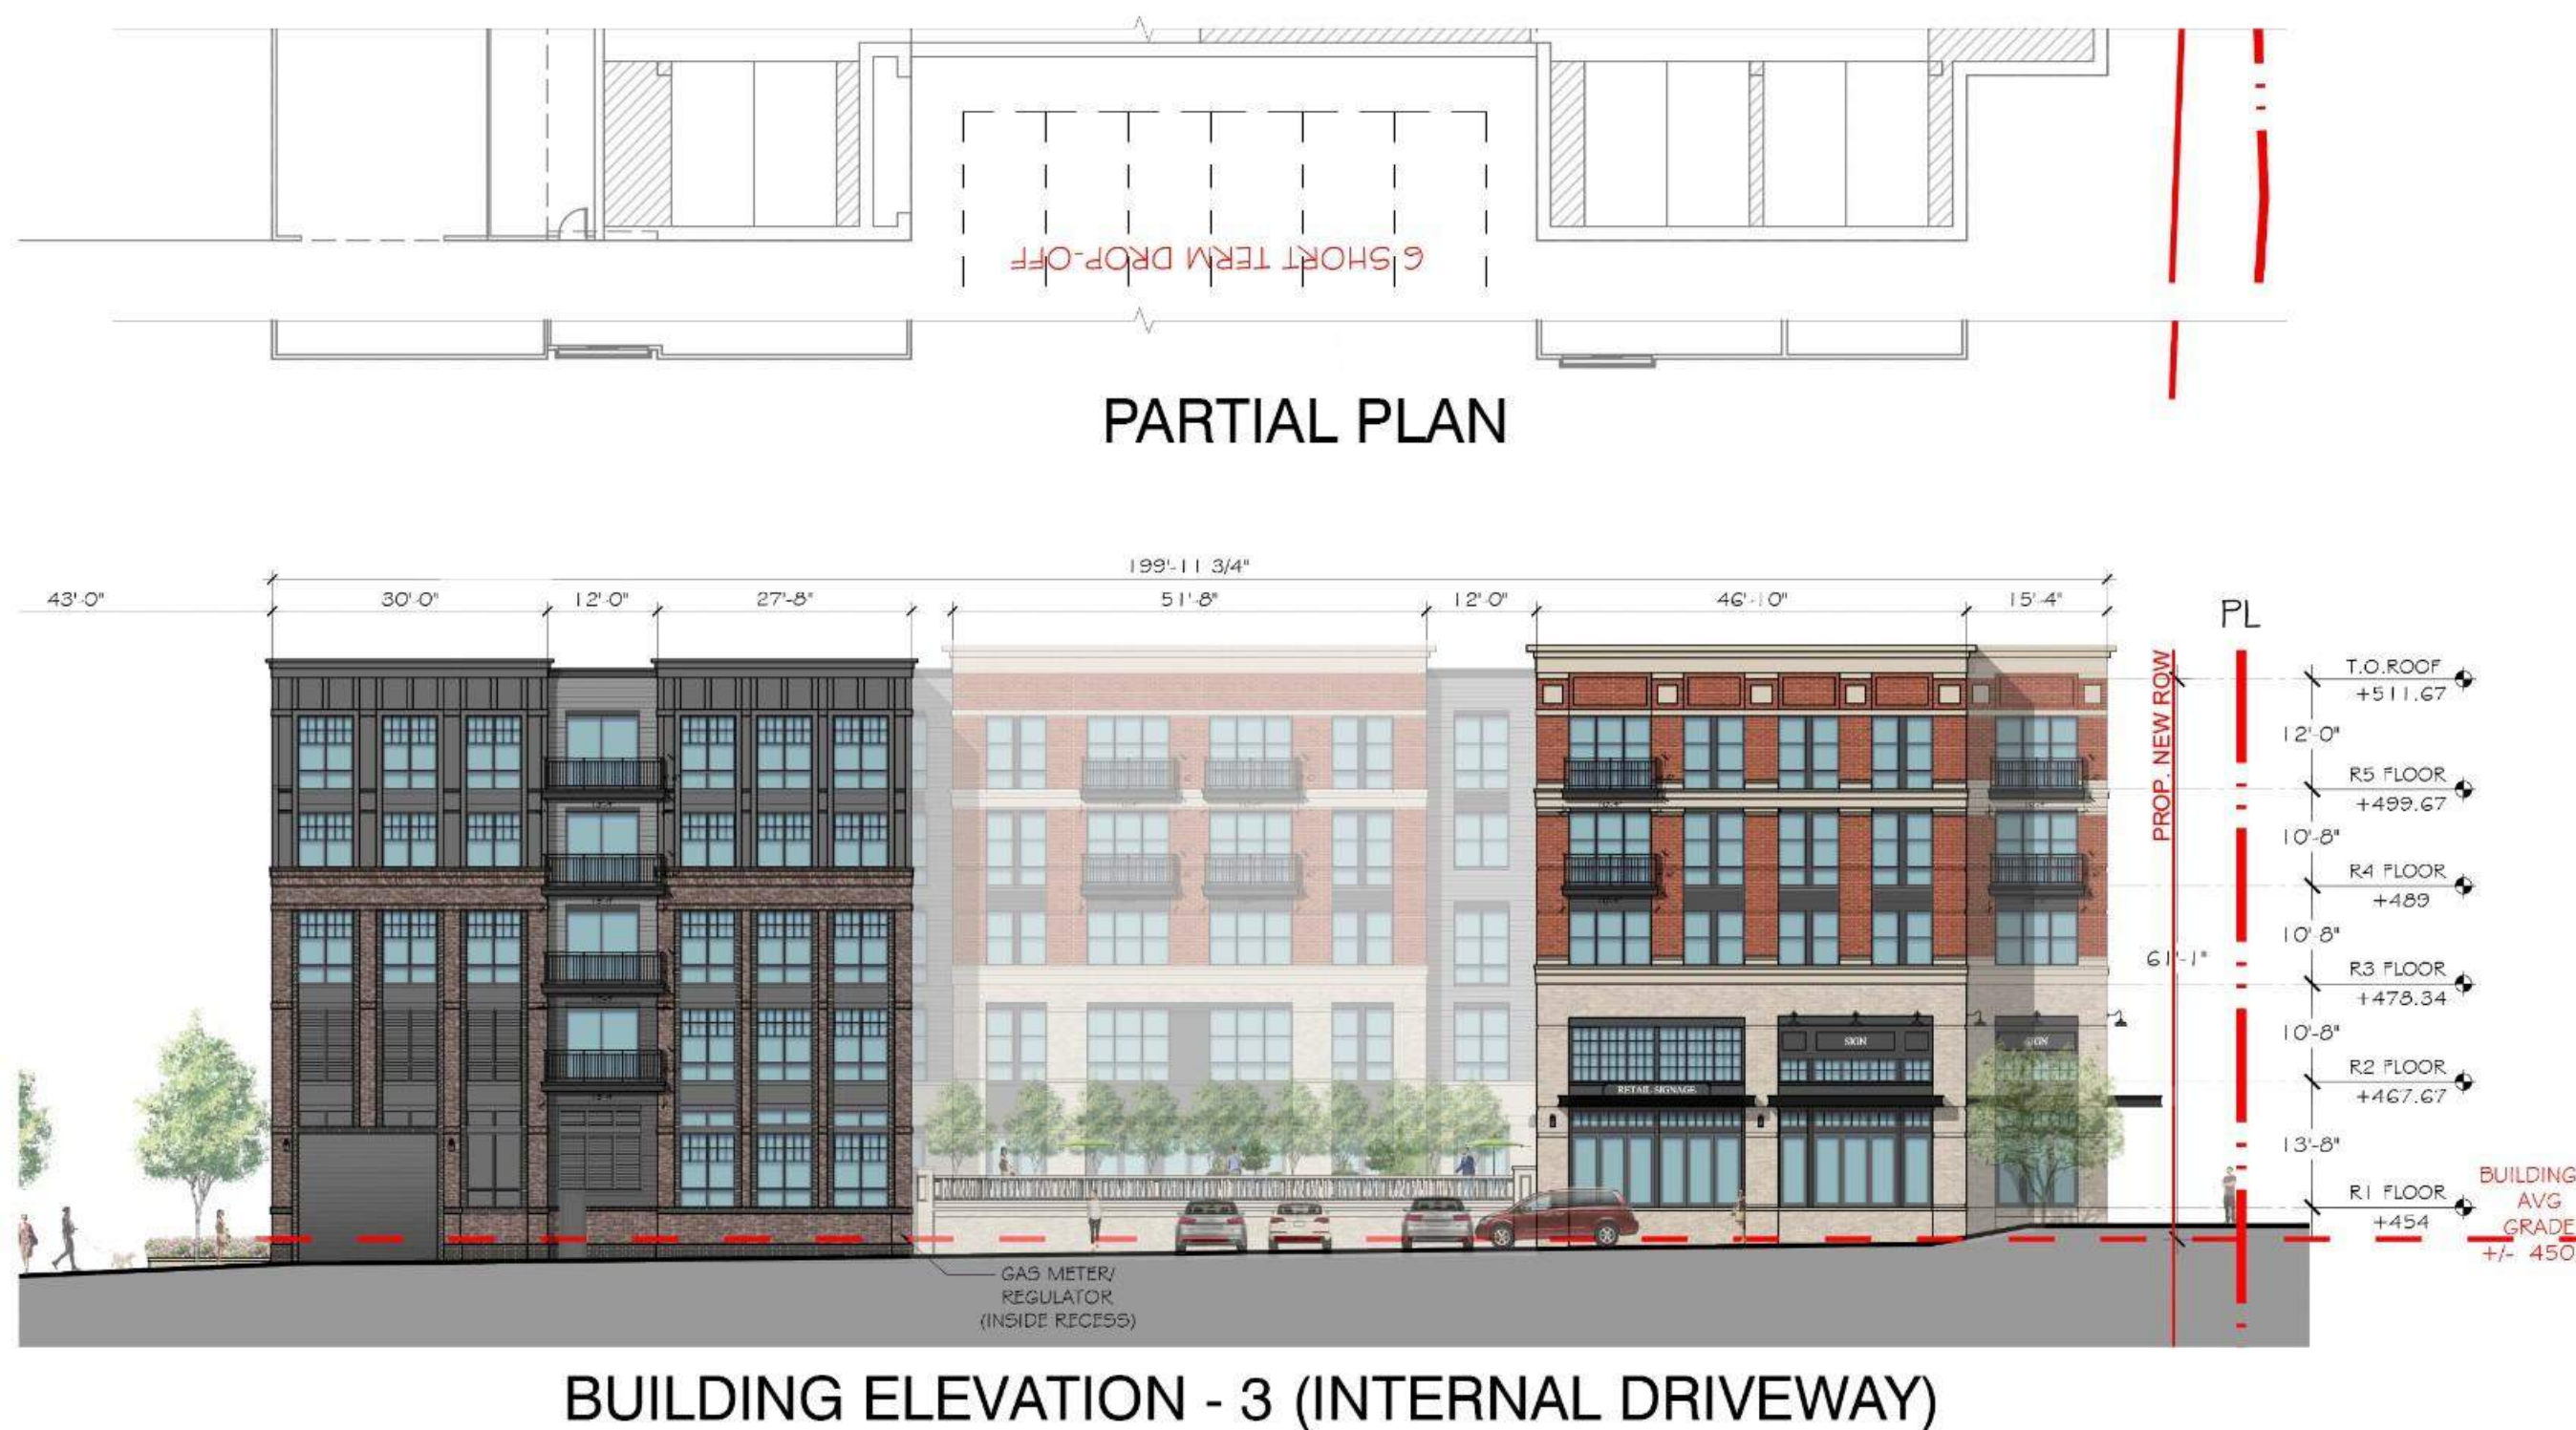 6 SHORT TERM DROP-OFF
PARTIAL PLAN
199'-11 3/4"
43'-0"
30'-0"
12'-0"
27'-8"
51'-8"
12'-0"
46'-10"
15'-4"
PL
PROP. NEW ROW
T.O.ROOF
+511.67
12'-0"
R5 FLOOR
+499.67
10'-8"
R4 FLOOR
+489
10'-8"
61'-1"
R3 FLOOR
+478.34
10'-8"
R2 FLOOR
+467.67
13'-8"
R1 FLOOR
+454
BUILDING
AVG
GRADE
+/- 450
SIGN
SIGN
RETAIL SIGNAGE
GAS METER/
REGULATOR
(INSIDE RECESS)
BUILDING ELEVATION - 3 (INTERNAL DRIVEWAY)